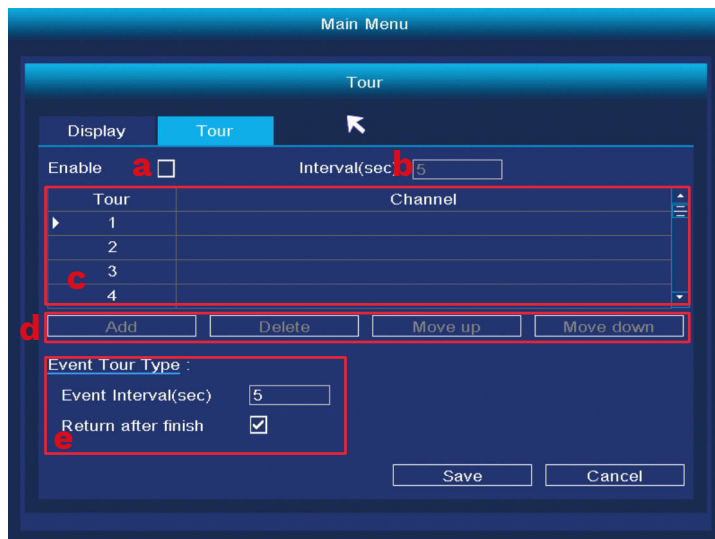 Main Menu
Tour
Display Tour
Enable a Interval(sec) b 5
Tour Channel
1
2
3
c
4
d Add Delete Move up Move down
Event Tour Type :
Event Interval(sec) 5
Return after finish
e
Save Cancel